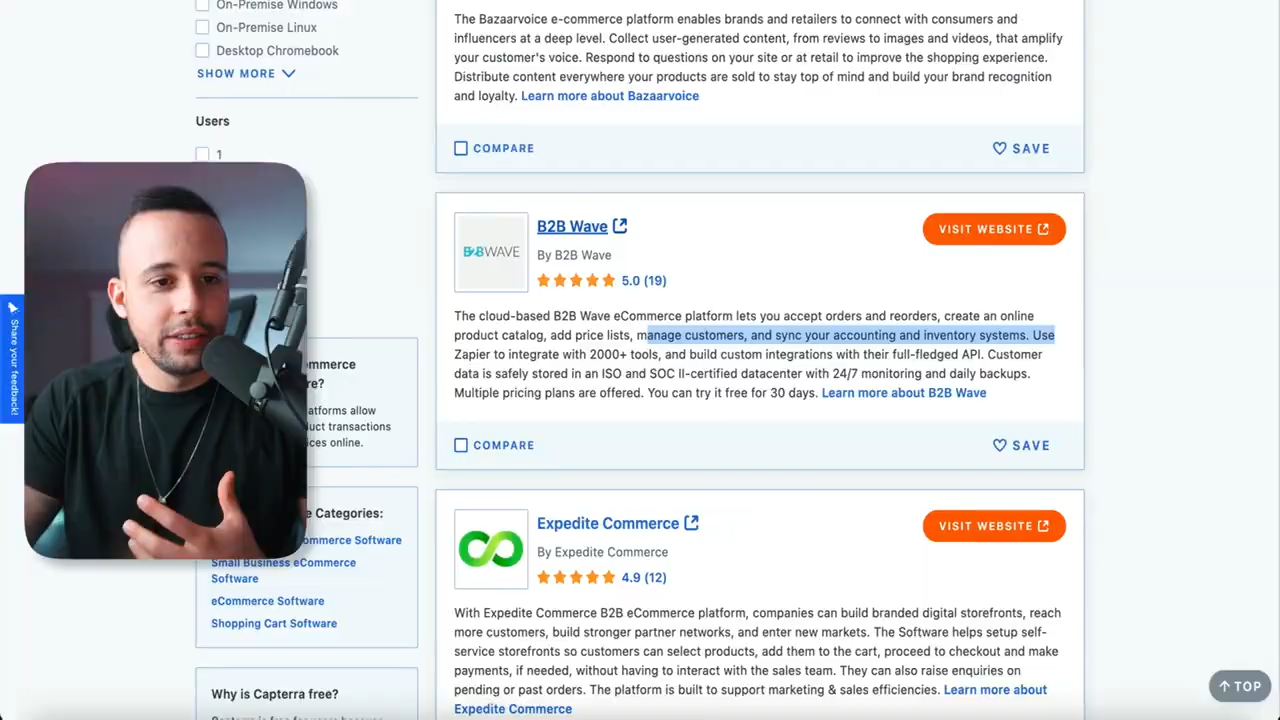 On-Premise Windows
On-Premise Linux
Desktop Chromebook
SHOW MORE
Users
1
Share your feedback!
ommerce
re?
atforms allow
duct transactions
ices online.
e Categories:
ommerce Software
Small Business eCommerce
Software
eCommerce Software
Shopping Cart Software
Why is Capterra free?
The Bazaarvoice e-commerce platform enables brands and retailers to connect with consumers and
influencers at a deep level. Collect user-generated content, from reviews to images and videos, that amplify
your customer's voice. Respond to questions on your site or at retail to improve the shopping experience.
Distribute content everywhere your products are sold to stay top of mind and build your brand recognition
and loyalty. Learn more about Bazaarvoice
COMPARE
SAVE
B2BWAVE
B2B Wave
VISIT WEBSITE
By B2B Wave
5.0 (19)
The cloud-based B2B Wave eCommerce platform lets you accept orders and reorders, create an online
product catalog, add price lists, manage customers, and sync your accounting and inventory systems. Use
Zapier to integrate with 2000+ tools, and build custom integrations with their full-fledged API. Customer
data is safely stored in an ISO and SOC II-certified datacenter with 24/7 monitoring and daily backups.
Multiple pricing plans are offered. You can try it free for 30 days. Learn more about B2B Wave
COMPARE
SAVE
Expedite Commerce
VISIT WEBSITE
By Expedite Commerce
4.9 (12)
With Expedite Commerce B2B eCommerce platform, companies can build branded digital storefronts, reach
more customers, build stronger partner networks, and enter new markets. The Software helps setup self-
service storefronts so customers can select products, add them to the cart, proceed to checkout and make
payments, if needed, without having to interact with the sales team. They can also raise enquiries on
pending or past orders. The platform is built to support marketing & sales efficiencies. Learn more about
Expedite Commerce
TOP